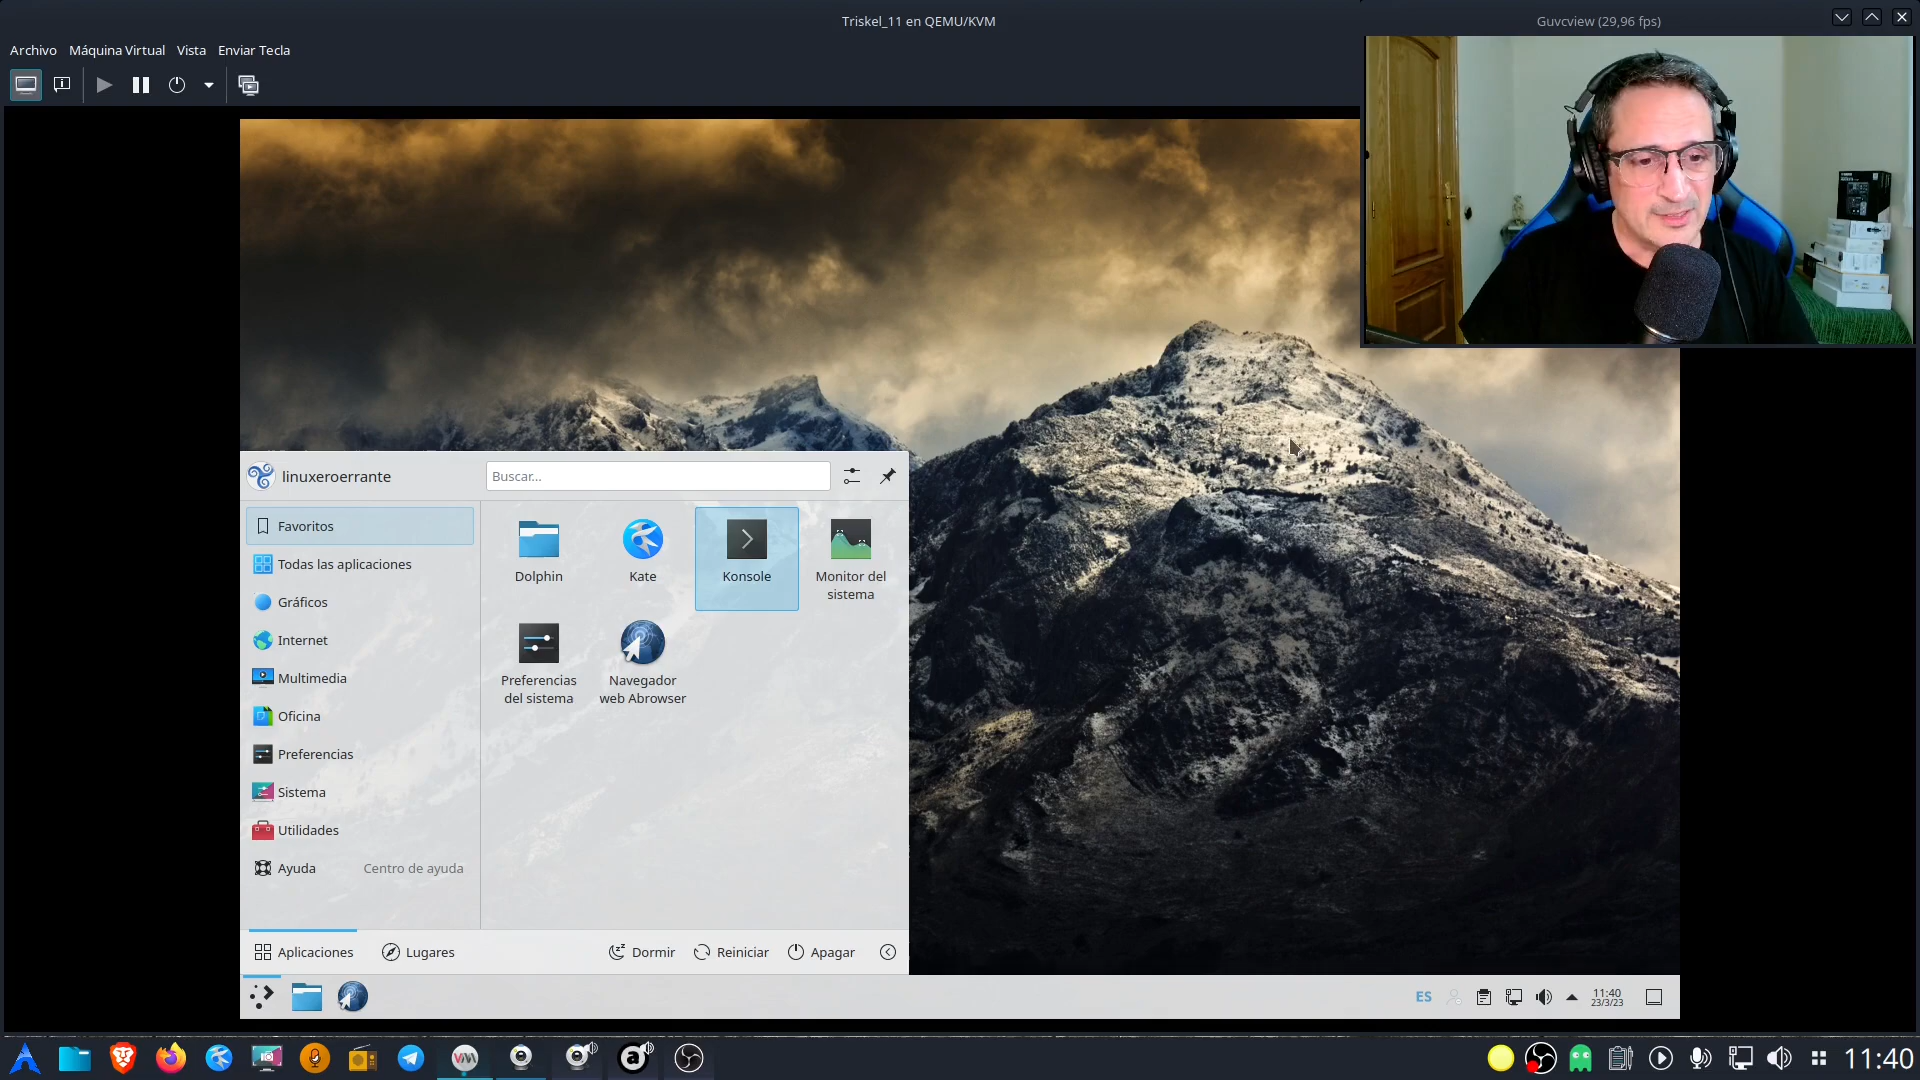 Triskel_11 en QEMU/KVM
Guvcview (29,96 fps)
Archivo Máquina Virtual Vista Enviar Tecla
linuxeroerrante
Buscar...
Favoritos
Todas las aplicaciones
Gráficos
Internet
Multimedia
Oficina
Preferencias
Sistema
Utilidades
Ayuda Centro de ayuda
Dolphin
Kate
Konsole
Monitor del
sistema
Preferencias
del sistema
Navegador
web Abrowser
Aplicaciones Lugares Dormir Reiniciar Apagar
ES
11:40
23/3/23
11:40